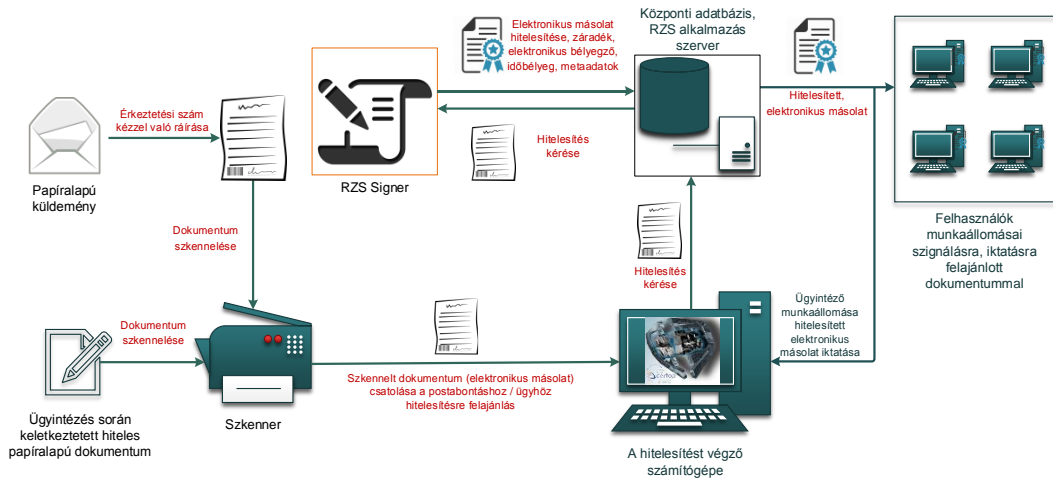 Elektronikus másolat
hitelesítése, záradék,
elektronikus bélyegző,
időbélyeg, metaadatok
Központi adatbázis,
RZS alkalmazás
szerver
Érkeztetési szám
kézzel való ráírása
Hitelesített,
elektronikus másolat
Hitelesítés
kérése
Papíralapú
küldemény
RZS Signer
Felhasználók
munkaállomásai
szignálásra, iktatásra
felajánlott
dokumentummal
Dokumentum
szkennelése
Hitelesítés
kérése
Ügyintéző
munkaállomása
hitelesített
elektronikus
másolat iktatása
Dokumentum
szkennelése
Szkennelt dokumentum (elektronikus másolat)
csatolása a postabontáshoz / ügyhöz
hitelesítésre felajánlás
Ügyintézés során
keletkeztetett hiteles
papíralapú dokumentum
Szkenner
A hitelesítést végző
számítógépe